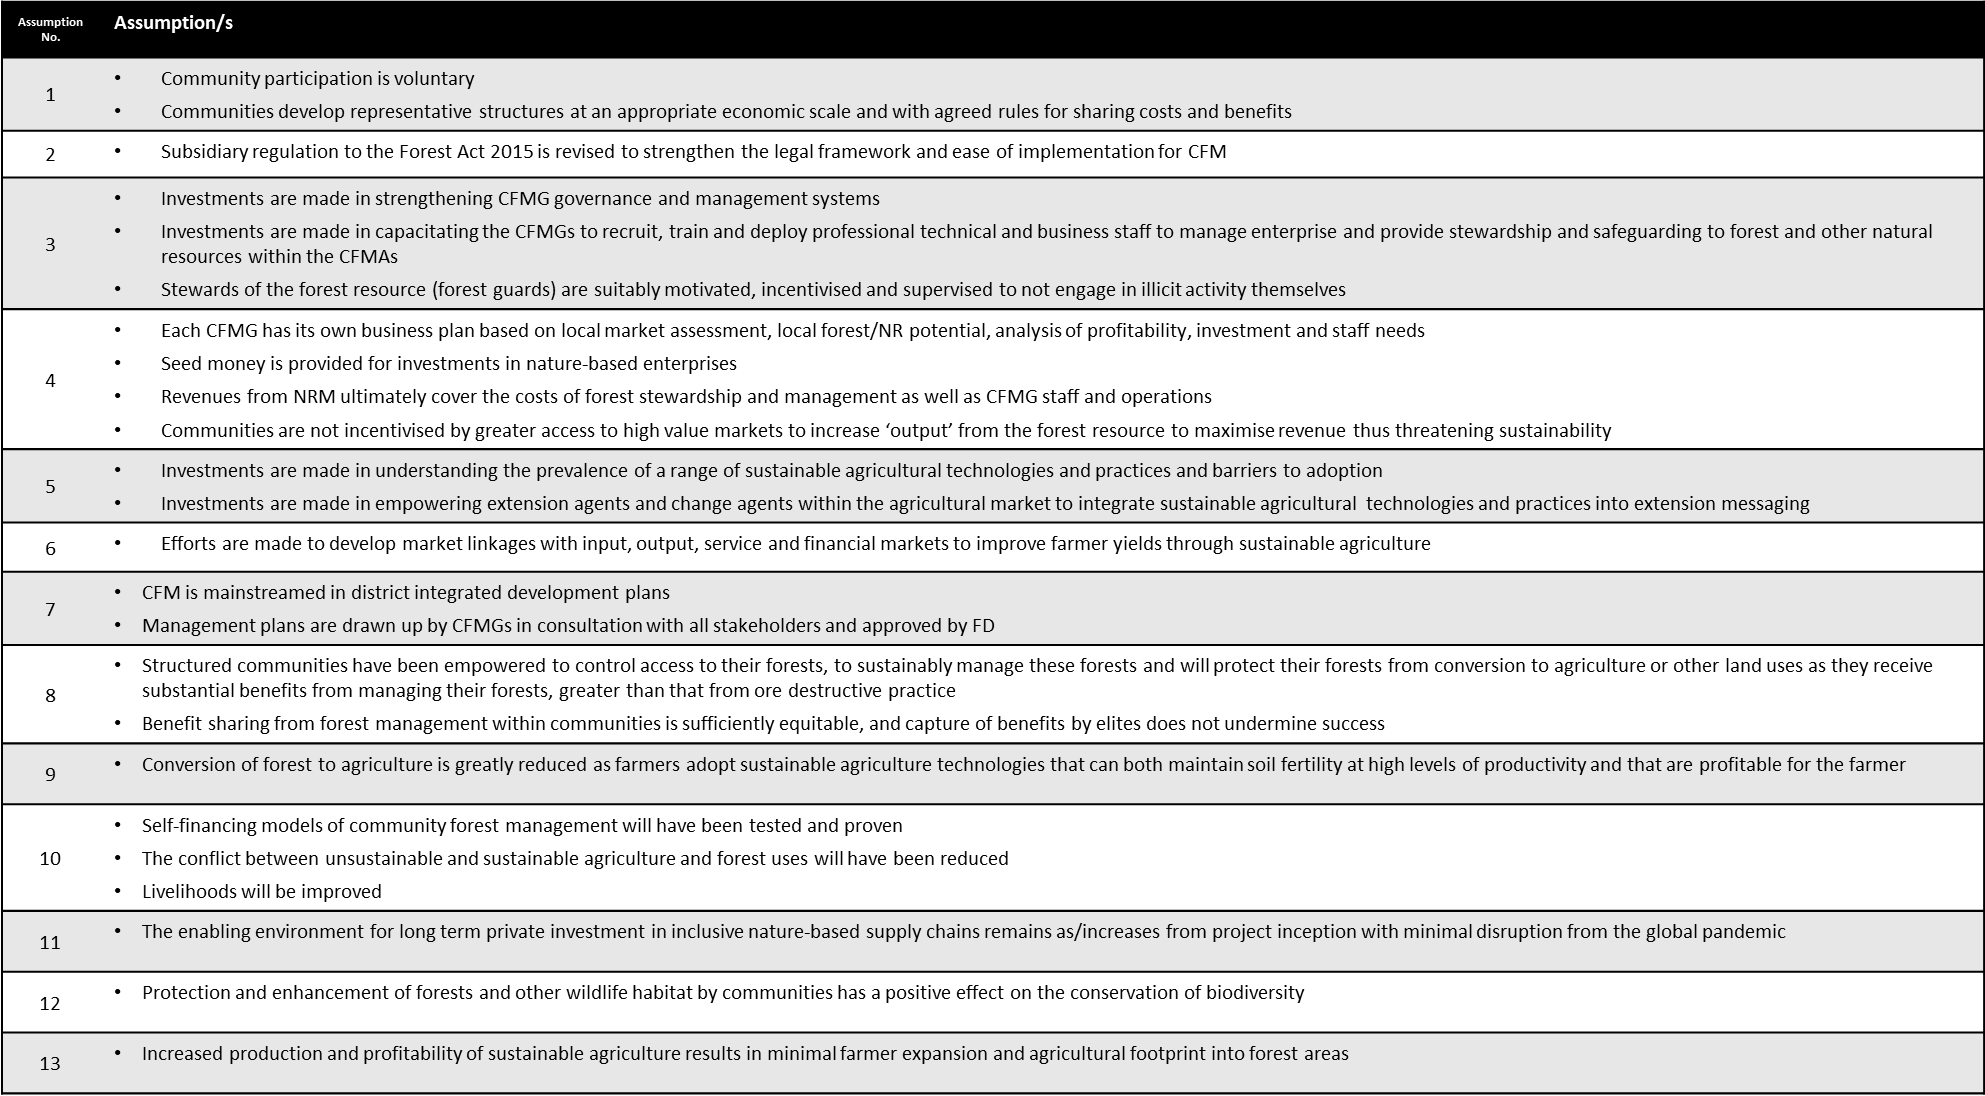 Assumption No.
Assumption/s
1
• Community participation is voluntary
• Communities develop representative structures at an appropriate economic scale and with agreed rules for sharing costs and benefits
2
• Subsidiary regulation to the Forest Act 2015 is revised to strengthen the legal framework and ease of implementation for CFM
3
• Investments are made in strengthening CFMG governance and management systems
• Investments are made in capacitating the CFMGs to recruit, train and deploy professional technical and business staff to manage enterprise and provide stewardship and safeguarding to forest and other natural
resources within the CFMAs
• Stewards of the forest resource (forest guards) are suitably motivated, incentivised and supervised to not engage in illicit activity themselves
4
• Each CFMG has its own business plan based on local market assessment, local forest/NR potential, analysis of profitability, investment and staff needs
• Seed money is provided for investments in nature-based enterprises
• Revenues from NRM ultimately cover the costs of forest stewardship and management as well as CFMG staff and operations
• Communities are not incentivised by greater access to high value markets to increase ‘output’ from the forest resource to maximise revenue thus threatening sustainability
5
• Investments are made in understanding the prevalence of a range of sustainable agricultural technologies and practices and barriers to adoption
• Investments are made in empowering extension agents and change agents within the agricultural market to integrate sustainable agricultural technologies and practices into extension messaging
6
• Efforts are made to develop market linkages with input, output, service and financial markets to improve farmer yields through sustainable agriculture
7
• CFM is mainstreamed in district integrated development plans
• Management plans are drawn up by CFMGs in consultation with all stakeholders and approved by FD
8
• Structured communities have been empowered to control access to their forests, to sustainably manage these forests and will protect their forests from conversion to agriculture or other land uses as they receive
substantial benefits from managing their forests, greater than that from ore destructive practice
• Benefit sharing from forest management within communities is sufficiently equitable, and capture of benefits by elites does not undermine success
9
• Conversion of forest to agriculture is greatly reduced as farmers adopt sustainable agriculture technologies that can both maintain soil fertility at high levels of productivity and that are profitable for the farmer
10
• Self-financing models of community forest management will have been tested and proven
• The conflict between unsustainable and sustainable agriculture and forest uses will have been reduced
• Livelihoods will be improved
11
• The enabling environment for long term private investment in inclusive nature-based supply chains remains as/increases from project inception with minimal disruption from the global pandemic
12
• Protection and enhancement of forests and other wildlife habitat by communities has a positive effect on the conservation of biodiversity
13
• Increased production and profitability of sustainable agriculture results in minimal farmer expansion and agricultural footprint into forest areas